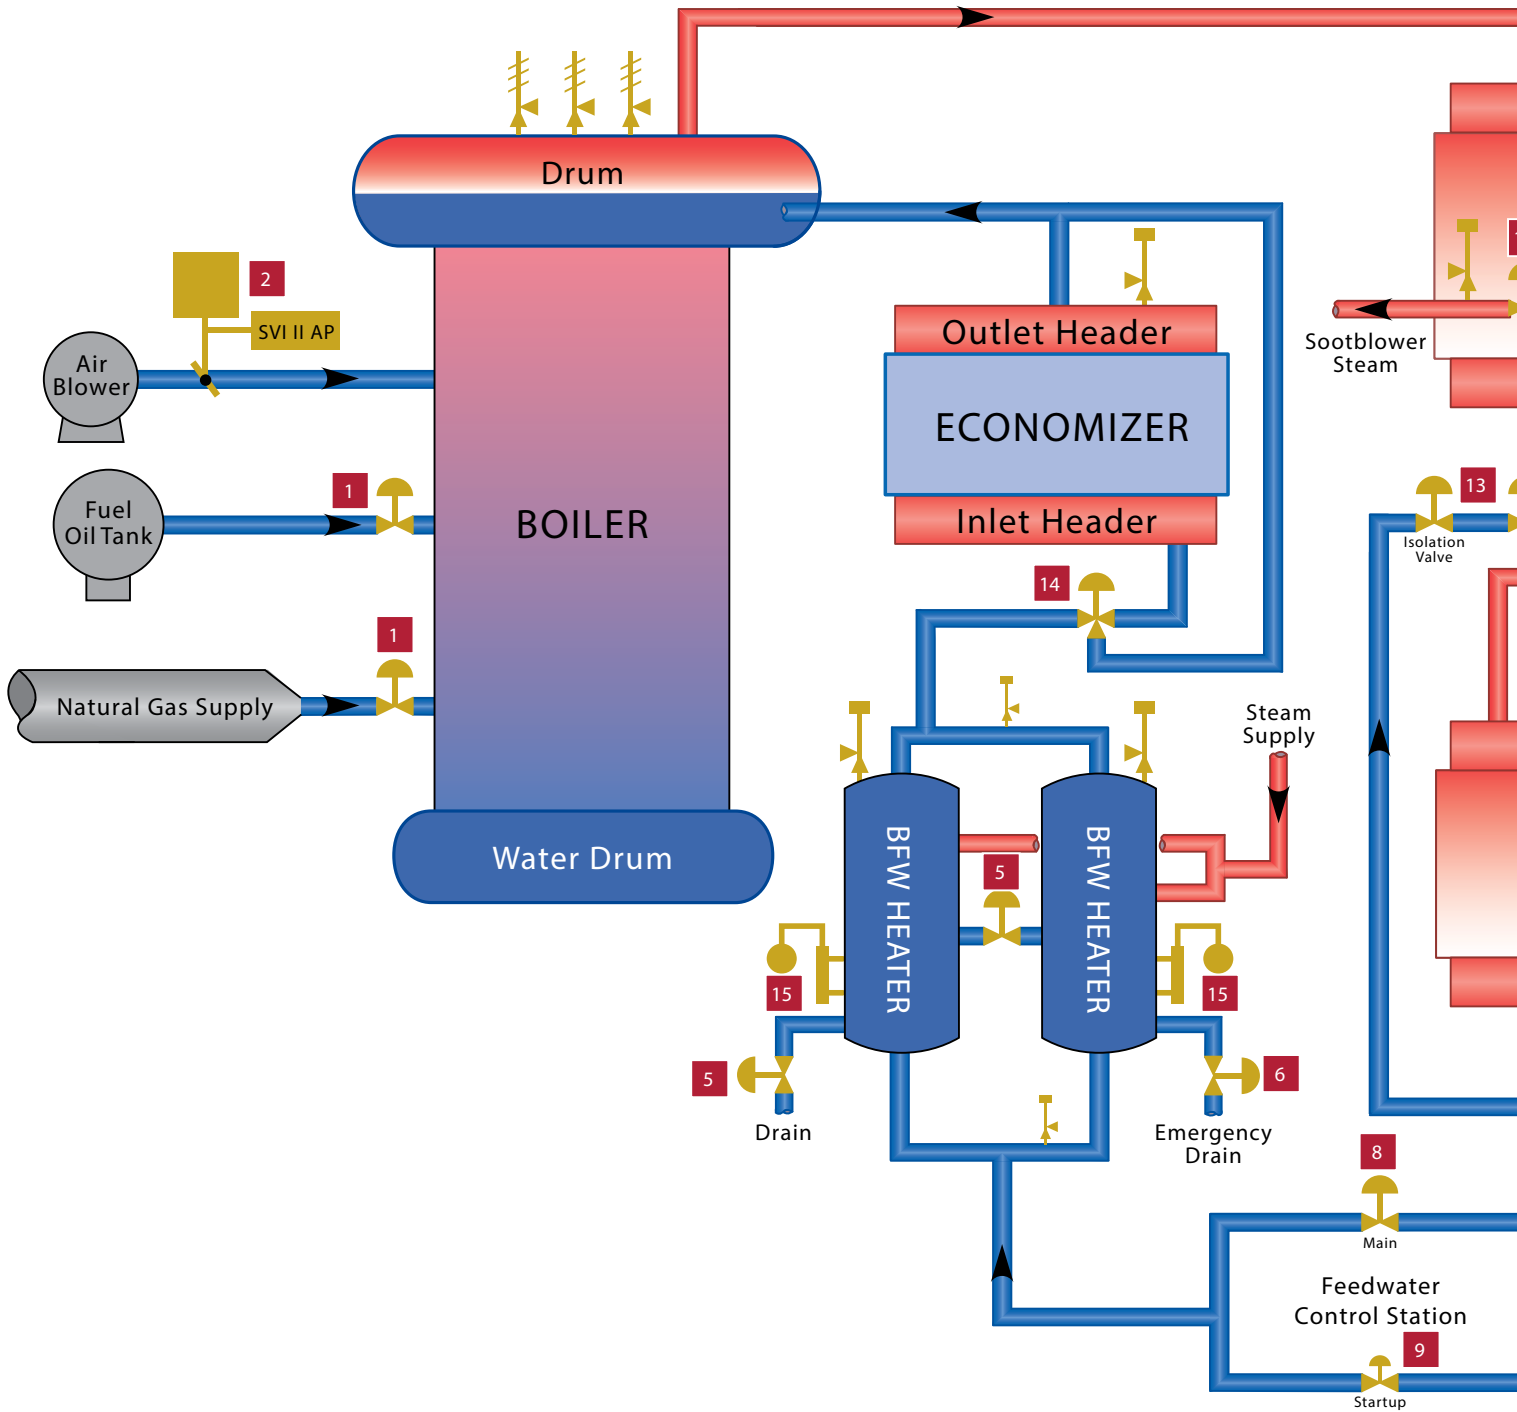 Drum
2
SVI II AP
Air
Blower
Outlet Header
Sootblower
Steam
ECONOMIZER
1
Fuel
Oil Tank
BOILER
Inlet Header
13
Isolation
Valve
14
1
Natural Gas Supply
Steam
Supply
Water Drum
BFW HEATER
BFW HEATER
5
15
15
5
6
Drain
Emergency
Drain
8
Main
Feedwater
Control Station
9
Startup